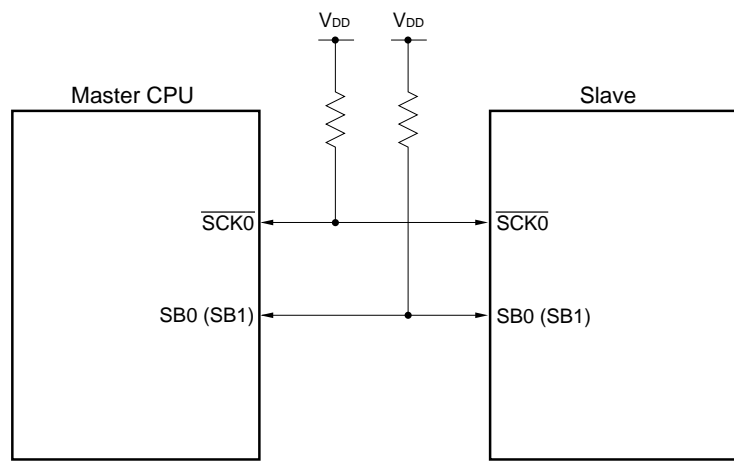 VDD VDD
Master CPU Slave
SCK0 SCK0
SB0 (SB1) SB0 (SB1)